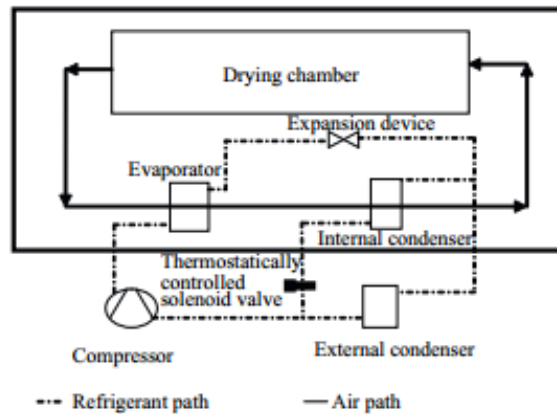 Drying chamber
Expansion device
Evaporator
Internal condenser
Thermostatically
controlled
solenoid valve
Compressor
External condenser
Refrigerant path
Air path